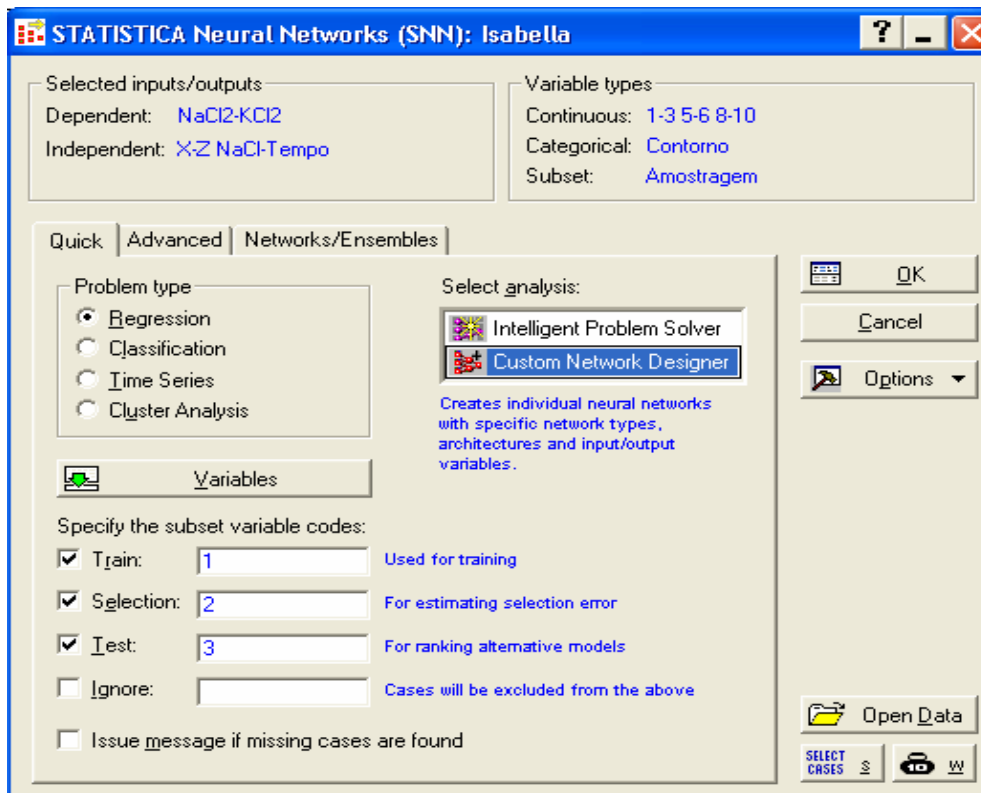 STATISTICA Neural Networks (SNN): Isabella
Selected inputs/outputs
Dependent: NaCl2-KCl2
Independent: X-Z NaCl-Tempo
Variable types
Continuous: 1-3 5-6 8-10
Categorical: Contorno
Subset: Amostragem
Quick Advanced Networks/Ensembles
Problem type
Regression
Classification
Time Series
Cluster Analysis
Select analysis:
Intelligent Problem Solver
Custom Network Designer
Creates individual neural networks
with specific network types,
architectures and input/output
variables.
Variables
Specify the subset variable codes:
Train: 1 Used for training
Selection: 2 For estimating selection error
Test: 3 For ranking alternative models
Ignore: Cases will be excluded from the above
Issue message if missing cases are found
OK
Cancel
Options
Open Data
SELECT
CASES S
W